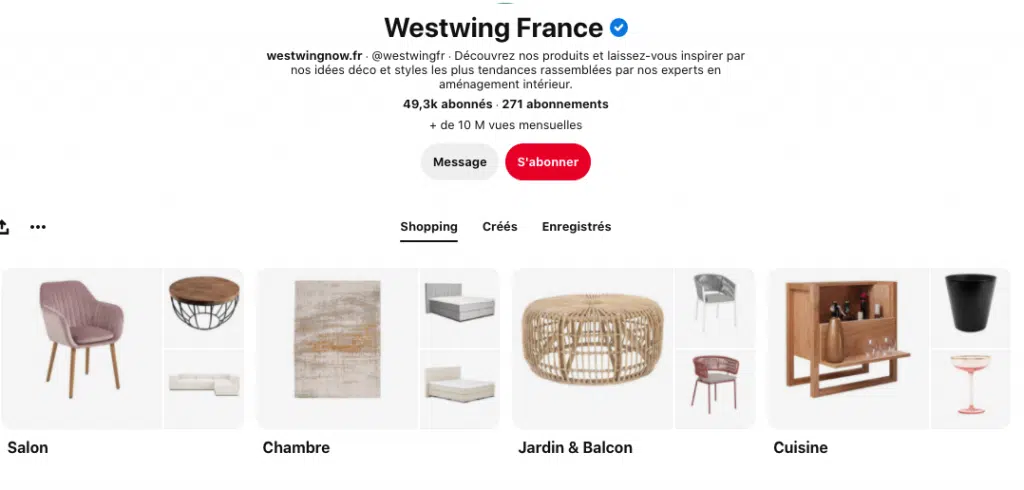 Westwing France
westwingnow.fr · @westwingfr · Découvrez nos produits et laissez-vous inspirer par
nos idées déco et styles les plus tendances rassemblées par nos experts en
aménagement intérieur.
49,3k abonnés · 271 abonnements
+ de 10 M vues mensuelles
Message S'abonner
Shopping Créés Enregistrés
Salon Chambre Jardin & Balcon Cuisine